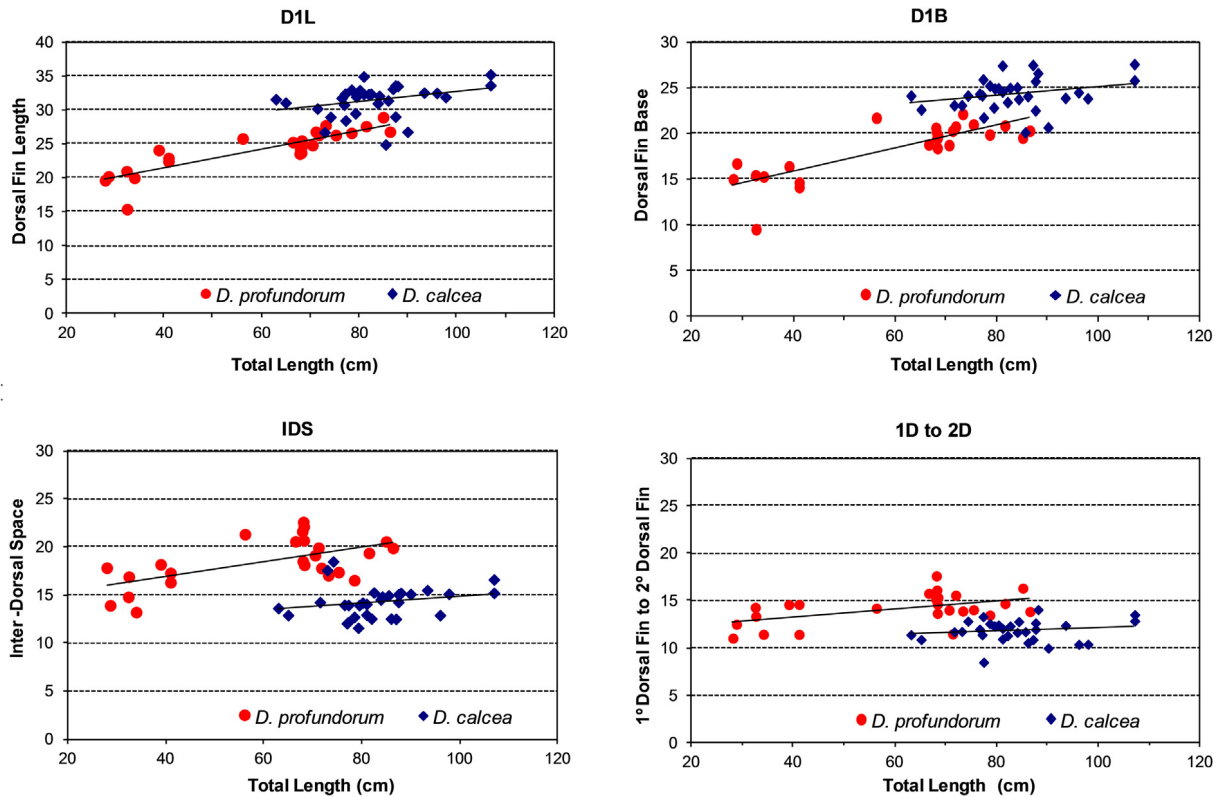 D1L
40
35
30
25
20
15
10
5
0
Dorsal Fin Length
D. profundorum
D. calcea
20 40 60 80 100 120
Total Length (cm)
D1B
30
25
20
15
10
5
0
Dorsal Fin Base
D. profundorum
D. calcea
20 40 60 80 100 120
Total Length (cm)
IDS
30
25
20
15
10
5
0
Inter -Dorsal Space
D. profundorum
D. calcea
20 40 60 80 100 120
Total Length (cm)
1D to 2D
30
25
20
15
10
5
0
1º Dorsal Fin to 2º Dorsal Fin
D. profundorum
D. calcea
20 40 60 80 100 120
Total Length (cm)